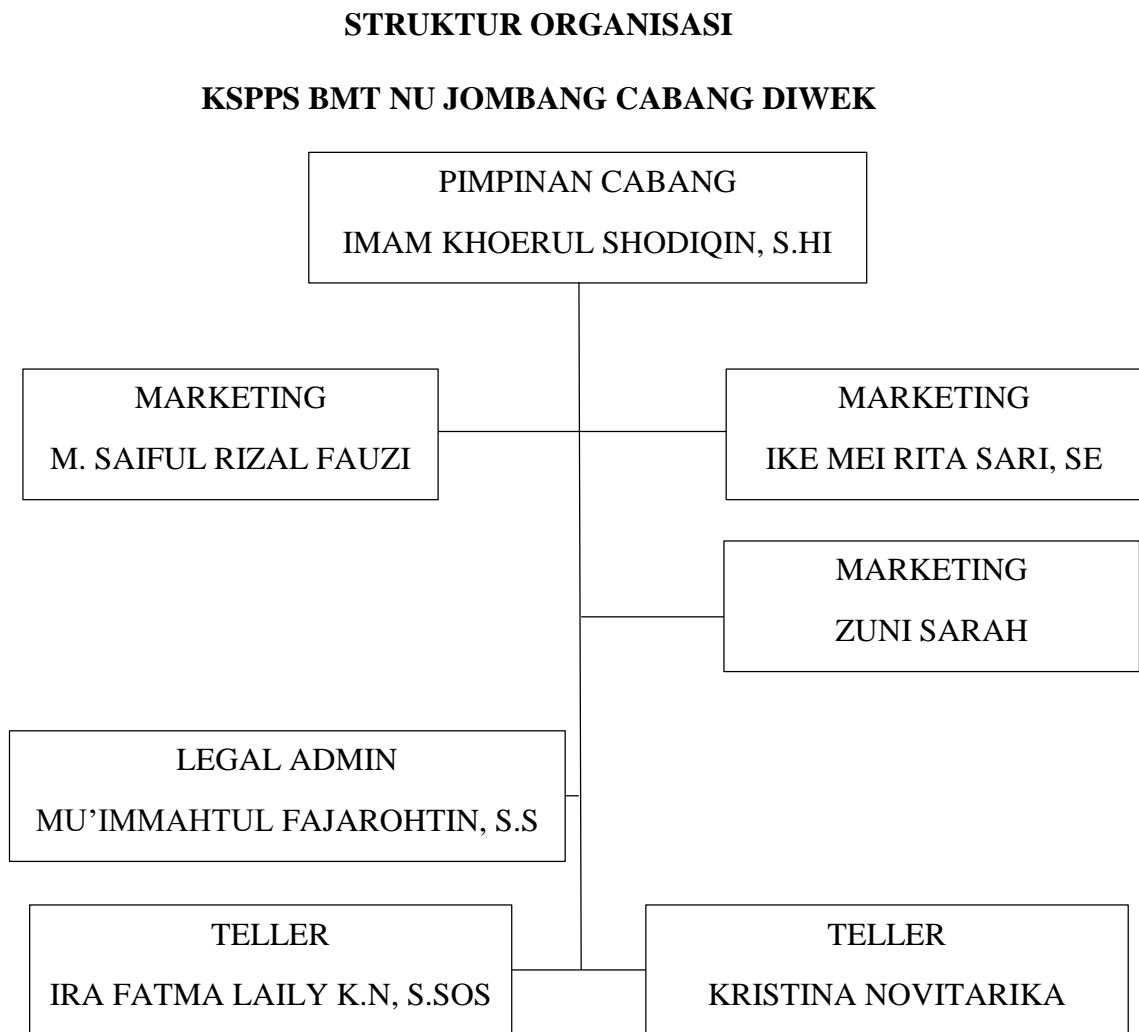 STRUKTUR ORGANISASI
KSPPS BMT NU JOMBANG CABANG DIWEK
PIMPINAN CABANG
IMAM KHOERUL SHODIQIN, S.HI
MARKETING
M. SAIFUL RIZAL FAUZI
MARKETING
IKE MEI RITA SARI, SE
MARKETING
ZUNI SARAH
LEGAL ADMIN
MU’IMMAHTUL FAJAROHTIN, S.S
TELLER
IRA FATMA LAILY K.N, S.SOS
TELLER
KRISTINA NOVITARIKA